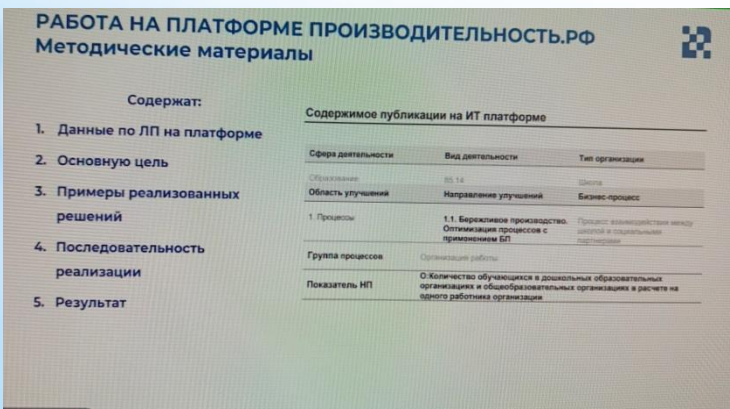 РАБОТА НА ПЛАТФОРМЕ ПРОИЗВОДИТЕЛЬНОСТЬ.РФ
Методические материалы
Содержат:
1. Данные по ЛП на платформе
2. Основную цель
3. Примеры реализованных
решений
4. Последовательность
реализации
5. Результат
Содержимое публикации на ИТ платформе
Сфера деятельности Вид деятельности Тип организации
Образование 85.14 Школа
Область улучшений Направление улучшений Бизнес-процесс
1. Процессы
1.1. Бережливое производство.
Оптимизация процессов с
применением БП
Процесс взаимодействия между
школой и социальными
партнерами
Группа процессов Организация работы
Показатель НП
О:Количество обучающихся в дошкольных образовательных
организациях и общеобразовательных организациях в расчете на
одного работника организации